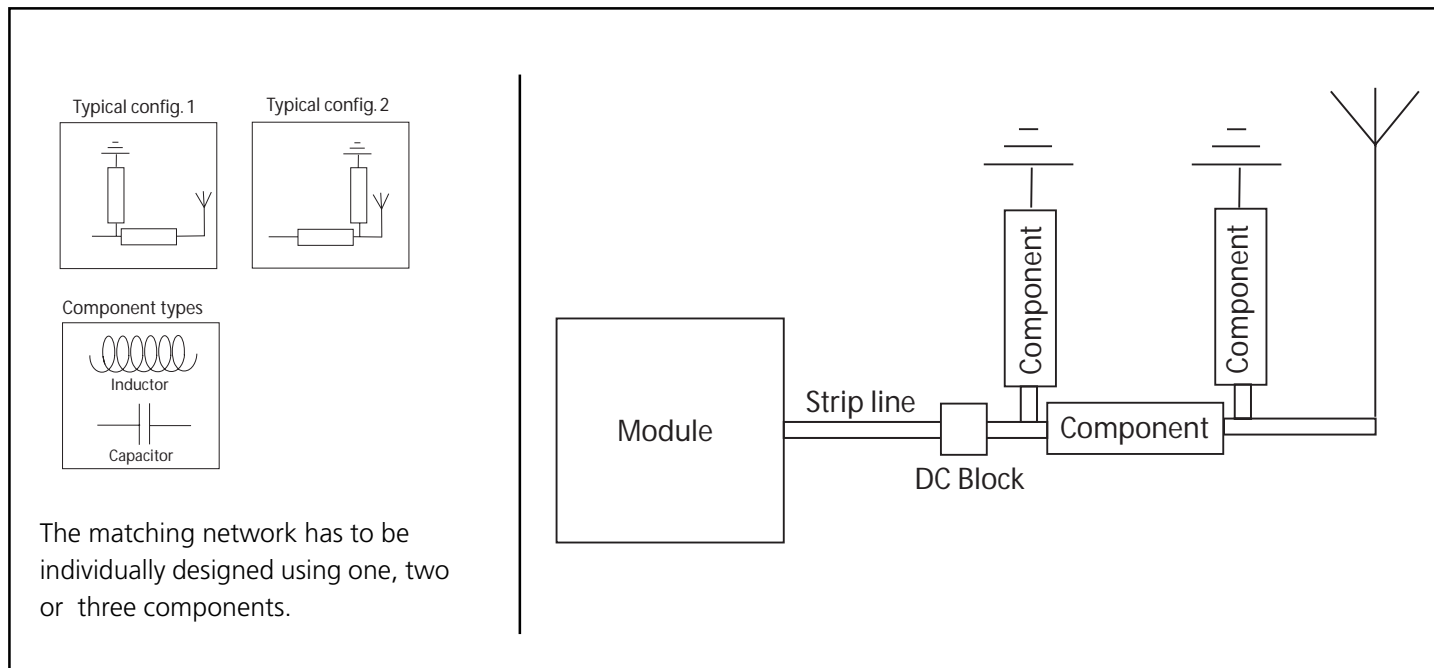 Typical config. 1
Typical config. 2
Component types
Inductor
Capacitor
The matching network has to be
individually designed using one, two
or three components.
Module
Strip line
DC Block
Component
Component
Component